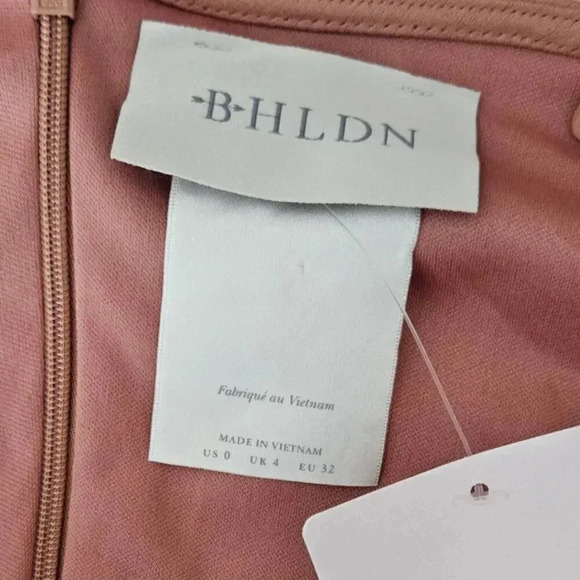 BHLDN
Fabriqué au Vietnam
MADE IN VIETNAM
US 0 UK 4 EU 32